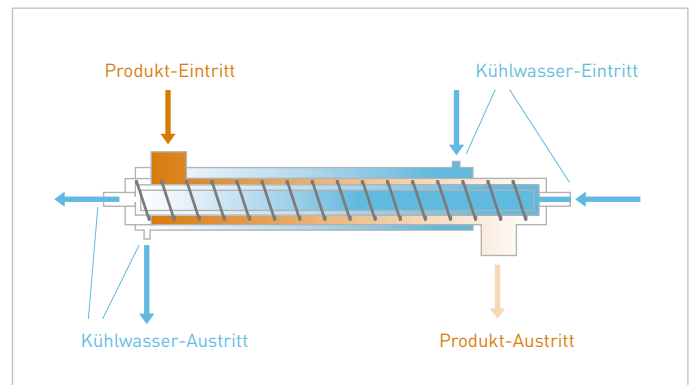 Produkt-Eintritt
Kühlwasser-Eintritt
Kühlwasser-Austritt
Produkt-Austritt